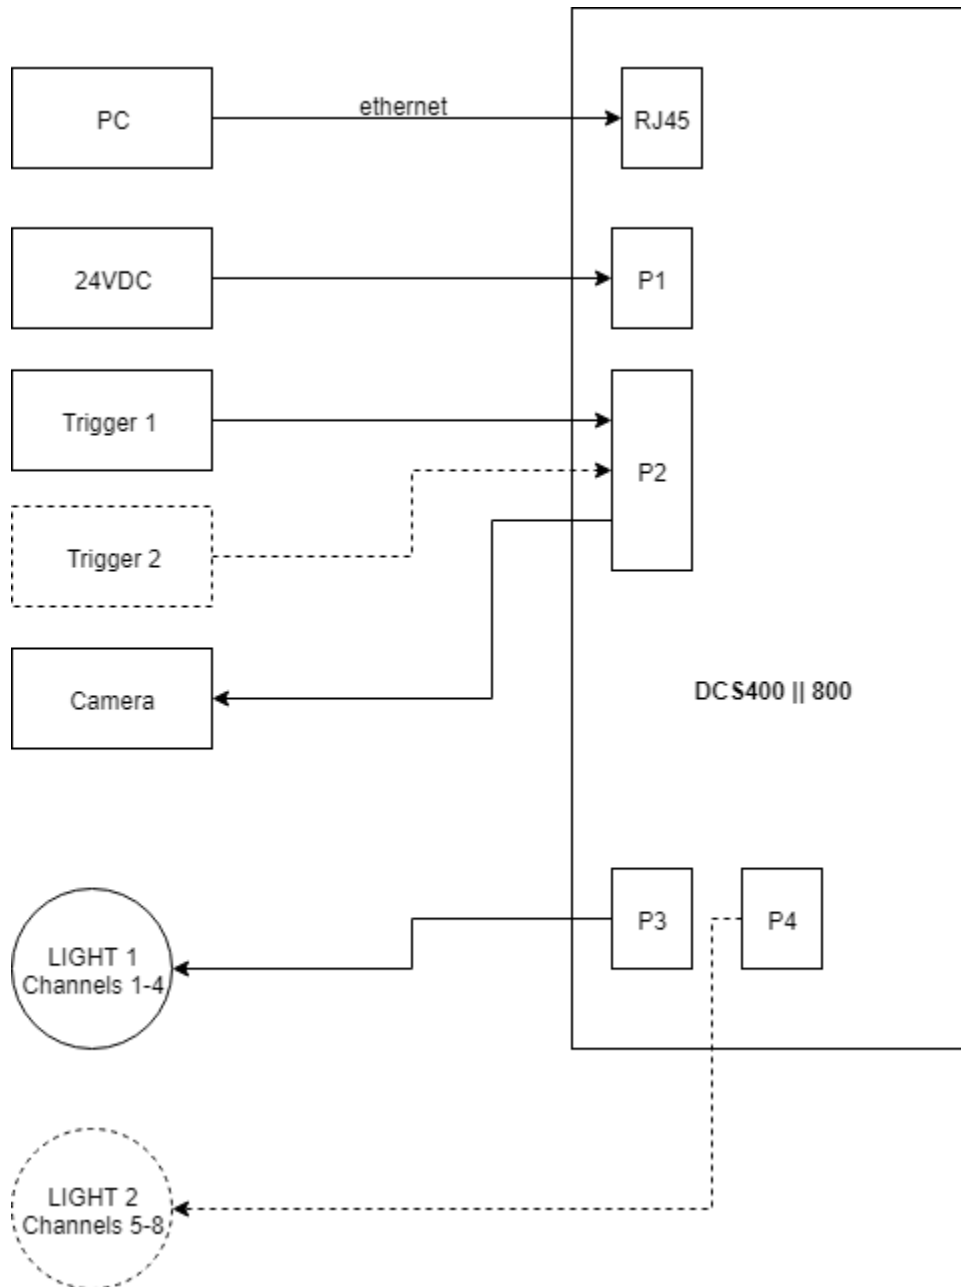 PC
ethernet
RJ45
24VDC
P1
Trigger 1
P2
Trigger 2
Camera
DCS400 || 800
P3
P4
LIGHT 1
Channels 1-4
LIGHT 2
Channels 5-8